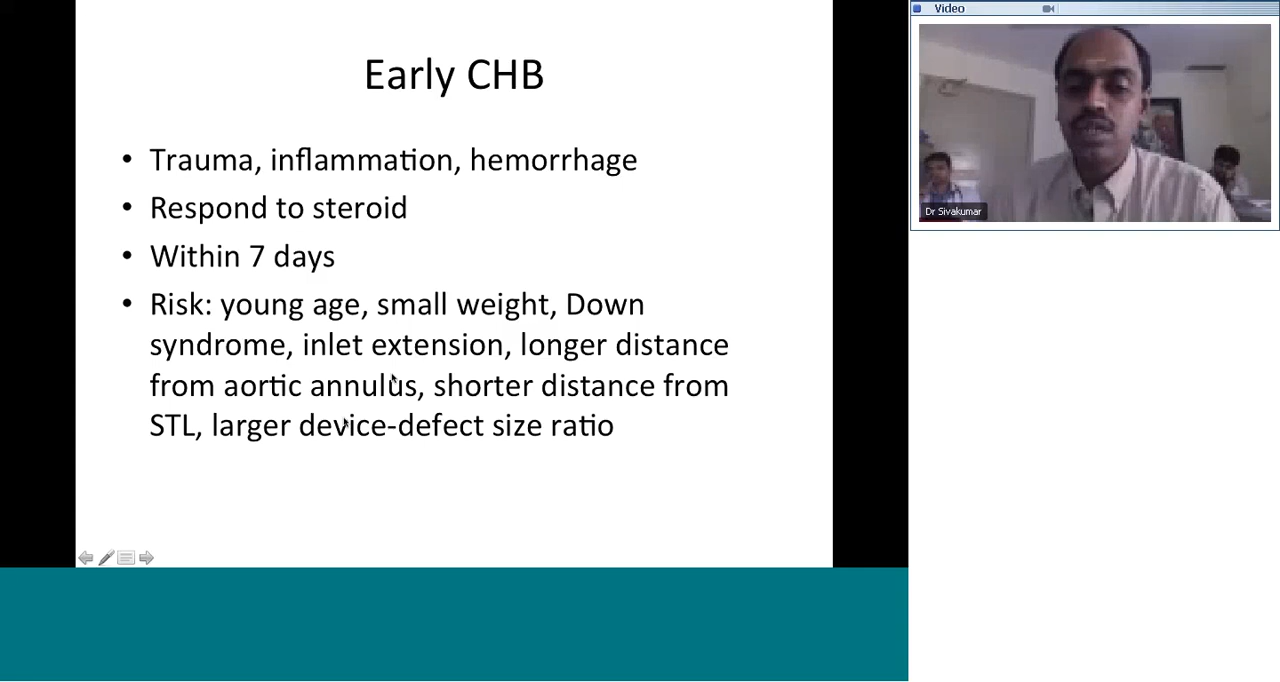 Early CHB
• Trauma, inflammation, hemorrhage
• Respond to steroid
• Within 7 days
• Risk: young age, small weight, Down
syndrome, inlet extension, longer distance
from aortic annulus, shorter distance from
STL, larger device-defect size ratio
Video
Dr Sivakumar